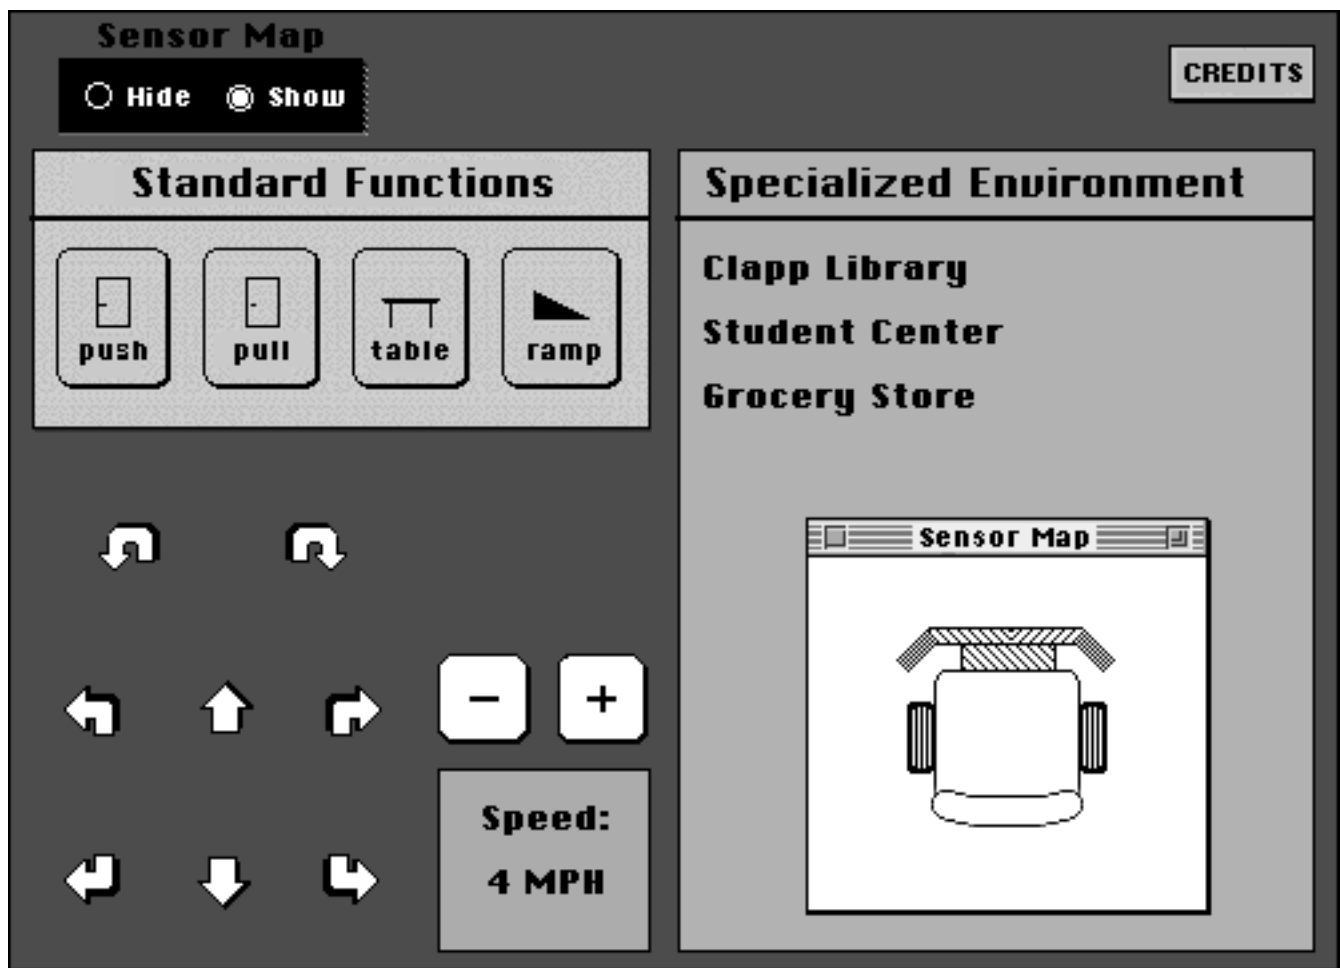 Sensor Map
Hide Show
CREDITS
Standard Functions
push pull table ramp
Specialized Environment
Clapp Library
Student Center
Grocery Store
Sensor Map
- +
Speed:
4 MPH